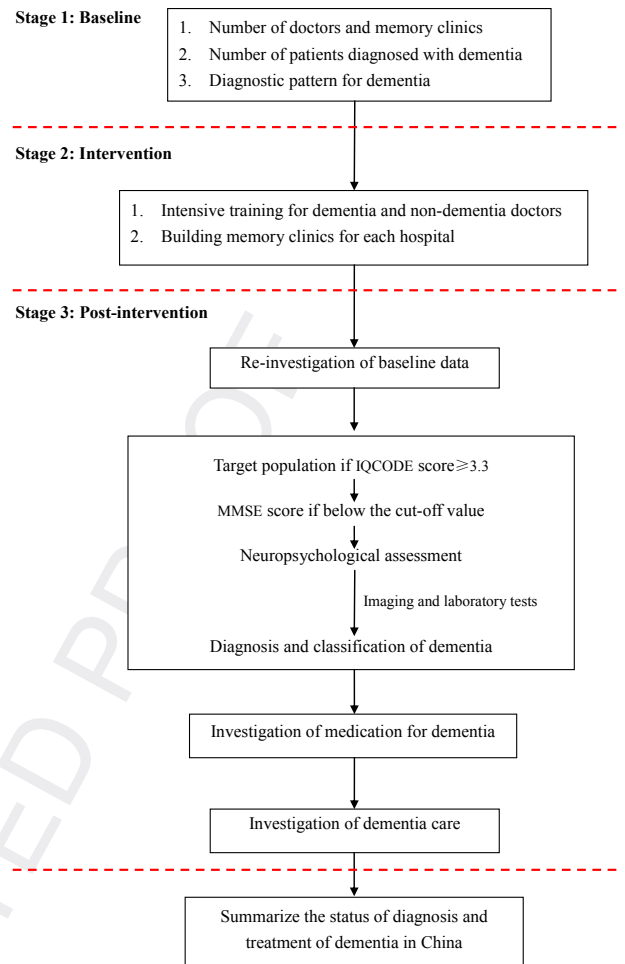 Stage 1: Baseline
1. Number of doctors and memory clinics
2. Number of patients diagnosed with dementia
3. Diagnostic pattern for dementia
Stage 2: Intervention
1. Intensive training for dementia and non-dementia doctors
2. Building memory clinics for each hospital
Stage 3: Post-intervention
Re-investigation of baseline data
Target population if IQCODE score≥3.3
MMSE score if below the cut-off value
Neuropsychological assessment
Imaging and laboratory tests
Diagnosis and classification of dementia
Investigation of medication for dementia
Investigation of dementia care
Summarize the status of diagnosis and
treatment of dementia in China